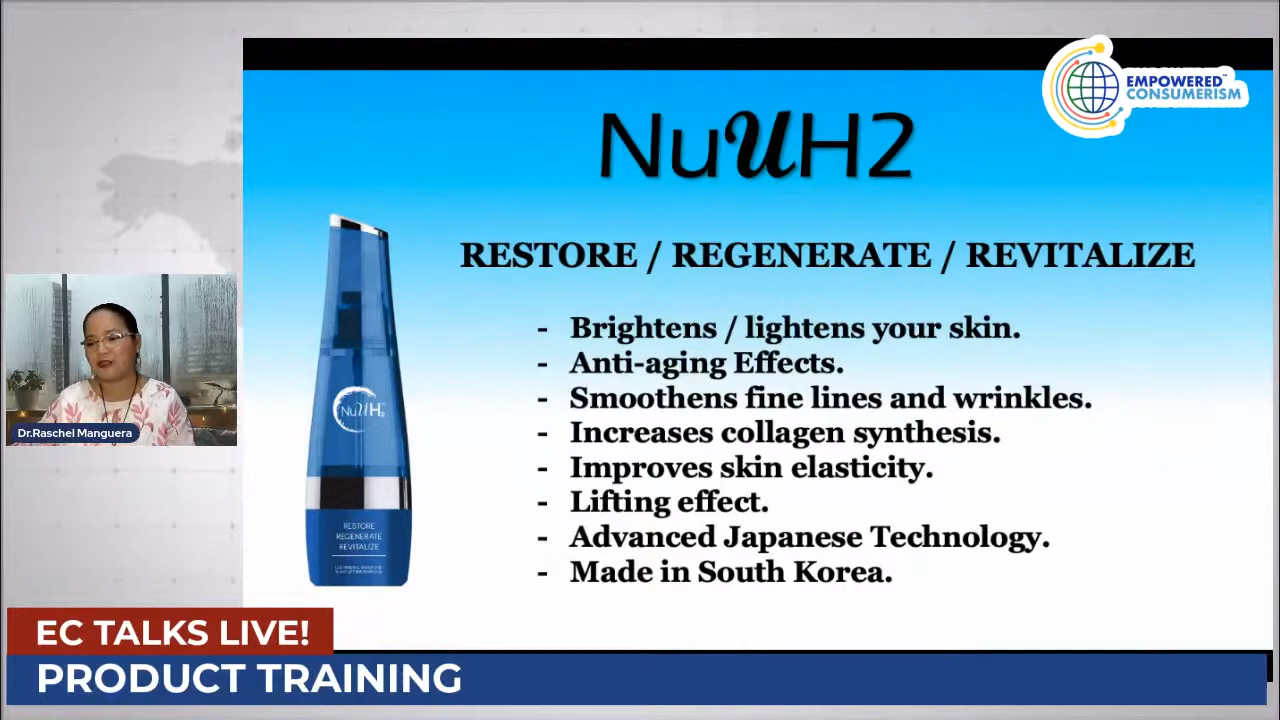 EMPOWERED
CONSUMERISM
NuUH2
RESTORE / REGENERATE / REVITALIZE
- Brightens / lightens your skin.
- Anti-aging Effects.
- Smoothens fine lines and wrinkles.
- Increases collagen synthesis.
- Improves skin elasticity.
- Lifting effect.
- Advanced Japanese Technology.
- Made in South Korea.
NuUH2
RESTORE
REGENERATE
REVITALIZE
Dr.Raschel Manguera
EC TALKS LIVE!
PRODUCT TRAINING